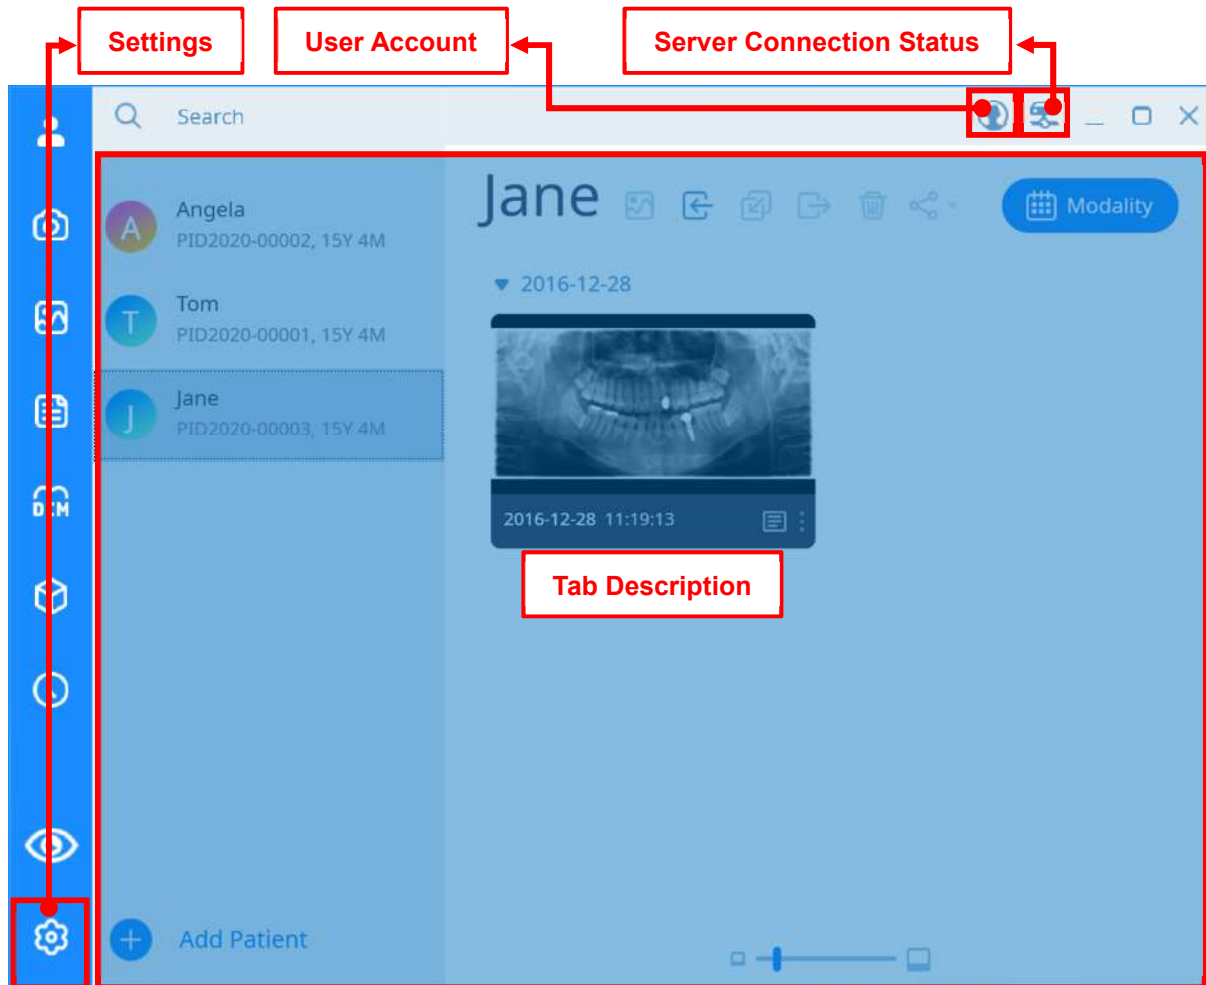 Settings
User Account
Server Connection Status
Search
A
Angela
PID2020-00002, 15Y 4M
T
Tom
PID2020-00001, 15Y 4M
J
Jane
PID2020-00003, 15Y 4M
Add Patient
Jane
Modality
2016-12-28
2016-12-28 11:19:13
Tab Description